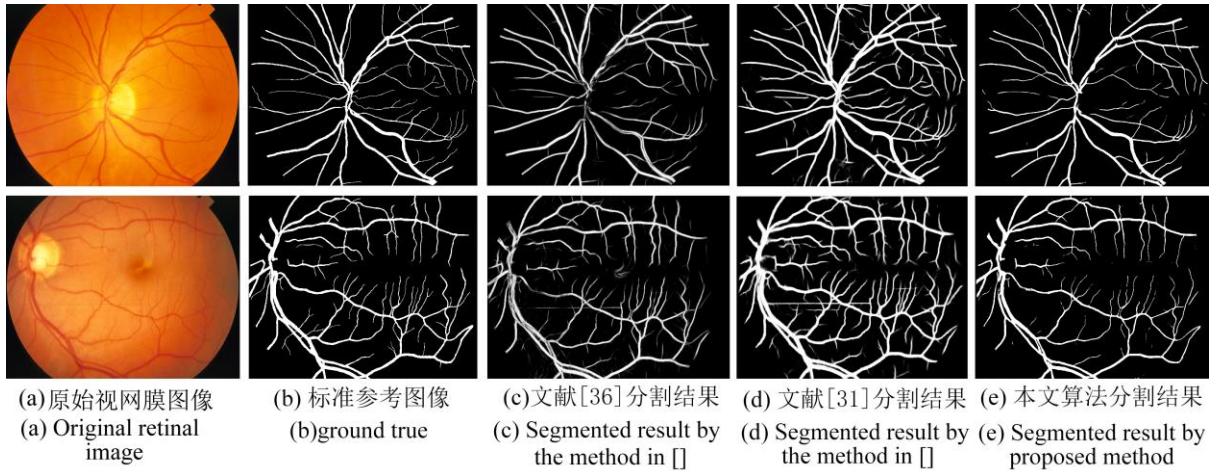 (a)原始视网膜图像
(a) Original retinal
image
(b) 标准参考图像
(b)ground true
(c)文献[36]分割结果
(c) Segmented result by
the method in []
(d)文献[31]分割结果
(d) Segmented result by
the method in []
(e)本文算法分割结果
(e) Segmented result by
proposed method